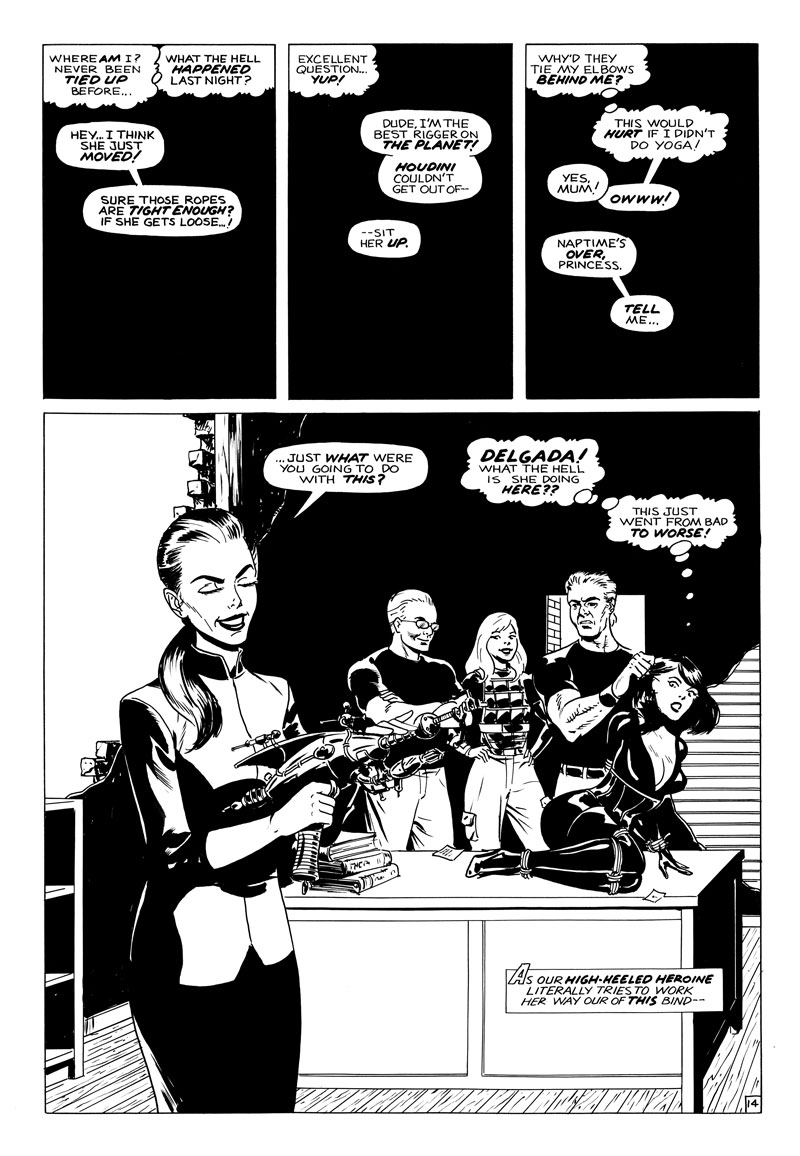 WHERE AM I?
NEVER BEEN
TIED UP
BEFORE...
WHAT THE HELL
HAPPENED
LAST NIGHT?
HEY... I THINK
SHE JUST
MOVED!
SURE THOSE ROPES
ARE TIGHT ENOUGH?
IF SHE GETS LOOSE...!
EXCELLENT
QUESTION...
YUP!
DUDE, I'M THE
BEST RIGGER ON
THE PLANET!
HOUDINI
COULDN'T
GET OUT OF--
--SIT
HER UP.
WHY'D THEY
TIE MY ELBOWS
BEHIND ME?
THIS WOULD
HURT IF I DIDN'T
DO YOGA!
YES,
MUM!
OWWW!
NAPTIME'S
OVER,
PRINCESS.
TELL
ME...
...JUST WHAT WERE
YOU GOING TO DO
WITH THIS?
DELGADA!
WHAT THE HELL
IS SHE DOING
HERE??
THIS JUST
WENT FROM BAD
TO WORSE!
AS OUR HIGH-HEELED HEROINE
LITERALLY TRIES TO WORK
HER WAY OUR OF THIS BIND--
14